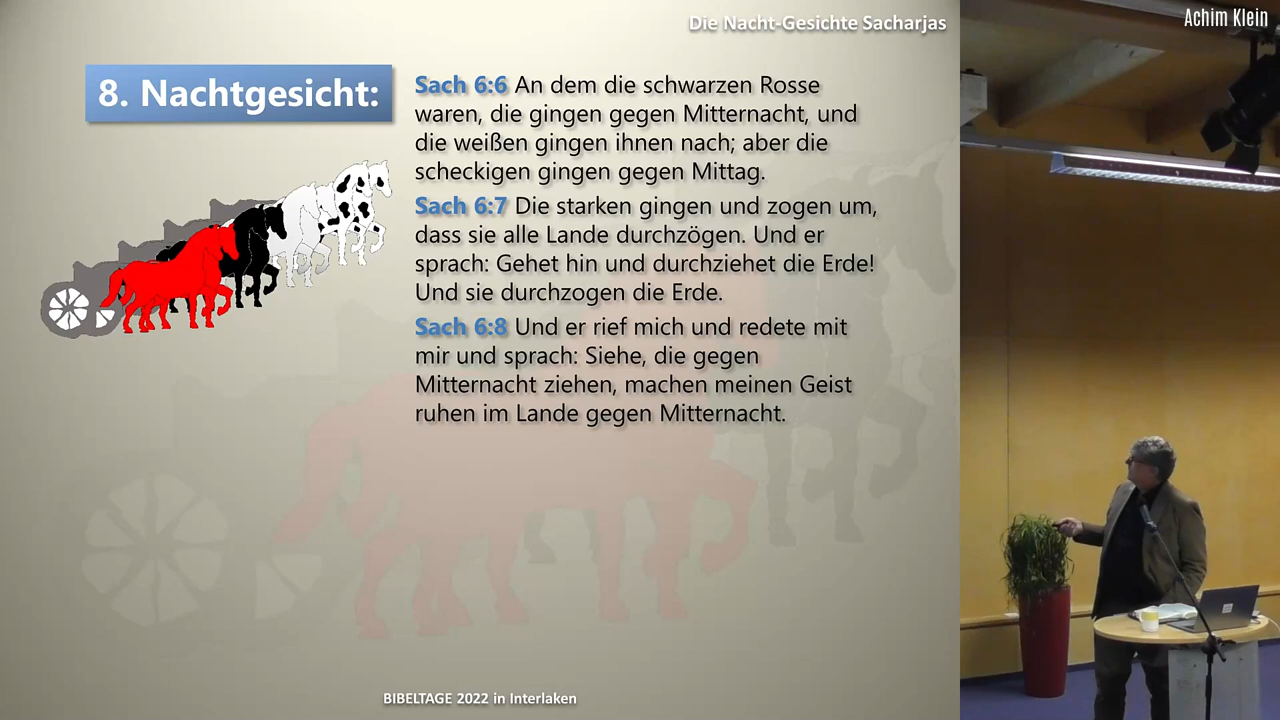 Die Nacht-Gesichte Sacharjas
Achim Klein
8. Nachtgesicht:
Sach 6:6 An dem die schwarzen Rosse
waren, die gingen gegen Mitternacht, und
die weißen gingen ihnen nach; aber die
scheckigen gingen gegen Mittag.
Sach 6:7 Die starken gingen und zogen um,
dass sie alle Lande durchzögen. Und er
sprach: Gehet hin und durchziehet die Erde!
Und sie durchzogen die Erde.
Sach 6:8 Und er rief mich und redete mit
mir und sprach: Siehe, die gegen
Mitternacht ziehen, machen meinen Geist
ruhen im Lande gegen Mitternacht.
BIBELTAGE 2022 in Interlaken